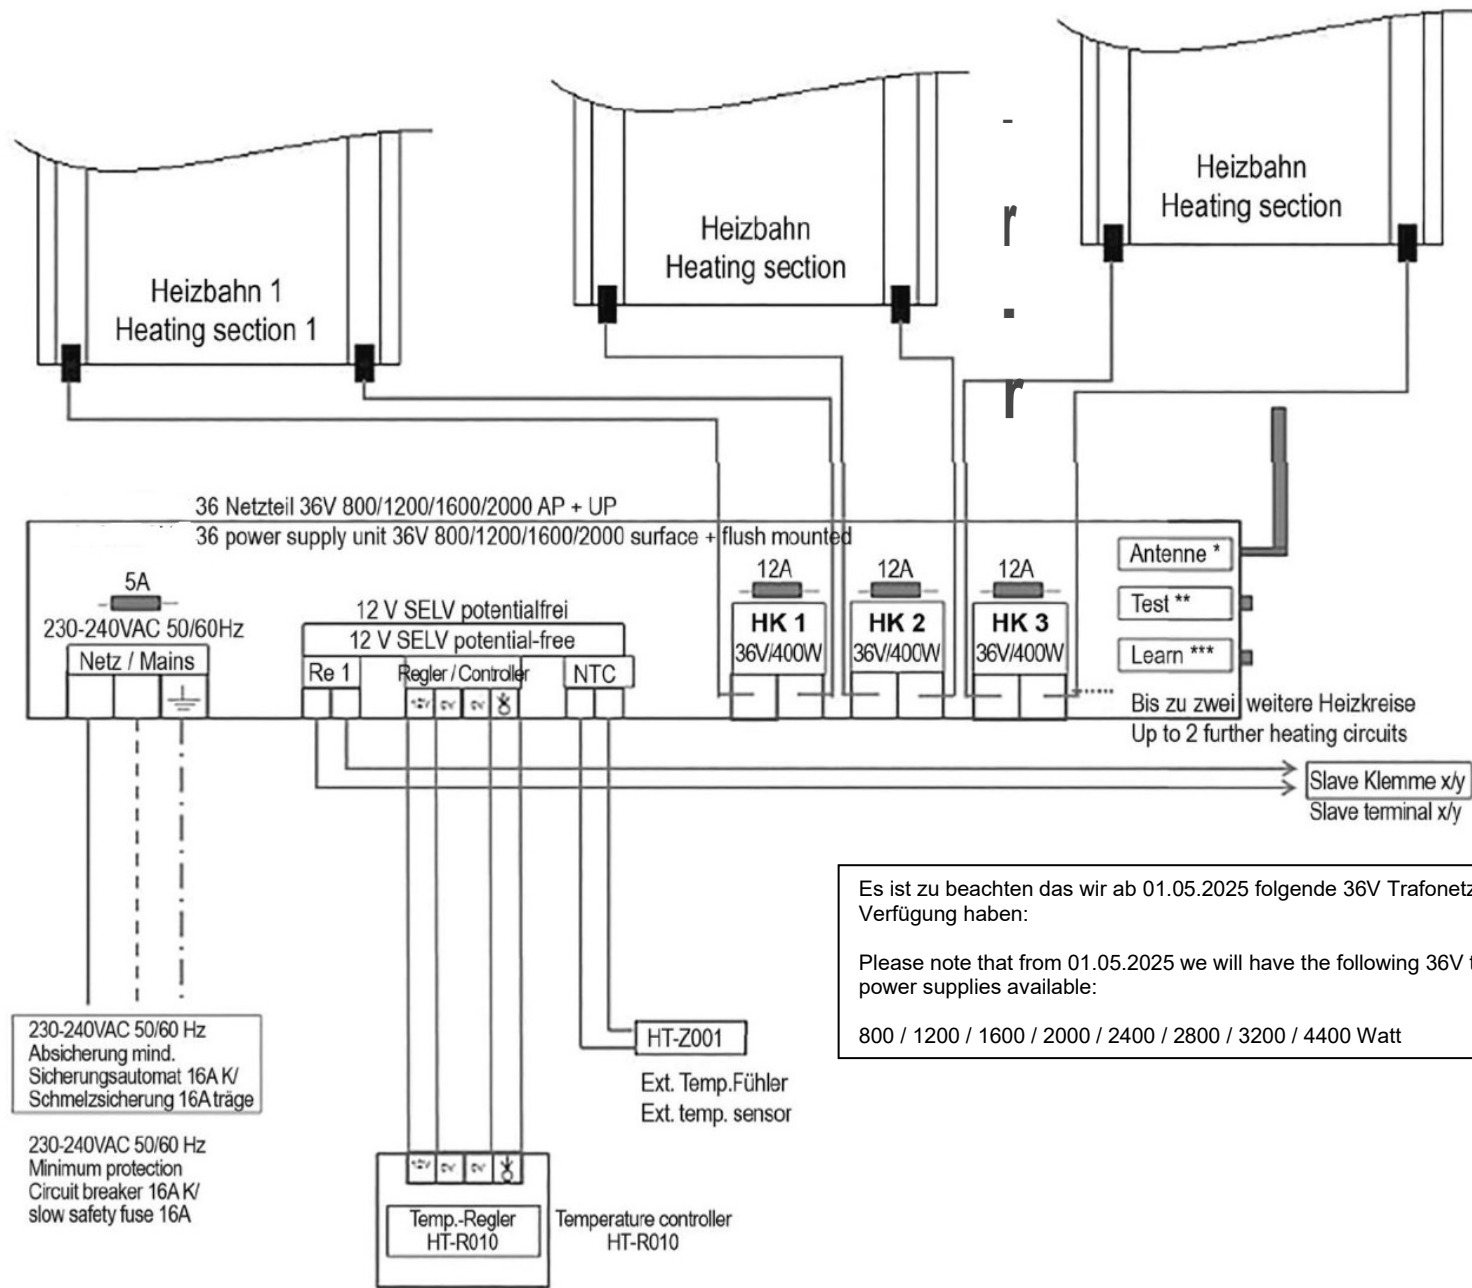 Heizbahn 1
Heating section 1
Heizbahn
Heating section
Heizbahn
Heating section
-
r
.
r
36 Netzteil 36V 800/1200/1600/2000 AP + UP
36 power supply unit 36V 800/1200/1600/2000 surface + flush mounted
5A
230-240VAC 50/60Hz
Netz / Mains
12 V SELV potentialfrei
12 V SELV potential-free
Re 1
Regler / Controller
NTC
12V 0V 0V
12A
HK 1
36V/400W
12A
HK 2
36V/400W
12A
HK 3
36V/400W
Antenne *
Test **
Learn ***
Bis zu zwei weitere Heizkreise
Up to 2 further heating circuits
Slave Klemme x/y
Slave terminal x/y
Es ist zu beachten das wir ab 01.05.2025 folgende 36V Trafonetz
Verfügung haben:
Please note that from 01.05.2025 we will have the following 36V t
power supplies available:
800 / 1200 / 1600 / 2000 / 2400 / 2800 / 3200 / 4400 Watt
230-240VAC 50/60 Hz
Absicherung mind.
Sicherungsautomat 16A K/
Schmelzsicherung 16A träge
230-240VAC 50/60 Hz
Minimum protection
Circuit breaker 16A K/
slow safety fuse 16A
HT-Z001
Ext. Temp.Fühler
Ext. temp. sensor
12V 0V 0V
Temp.-Regler
HT-R010
Temperature controller
HT-R010